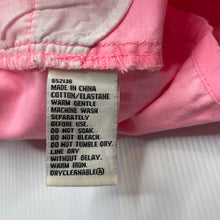 SS2136
MADE IN CHINA
COTTON/ELASTANE
WARM GENTLE
MACHINE WASH
SEPARATELY
BEFORE USE.
DO NOT SOAK.
DO NOT BLEACH.
DO NOT TUMBLE DRY.
LINE DRY
WITHOUT DELAY.
WARM IRON.
DRYCLEANABLE Ⓐ